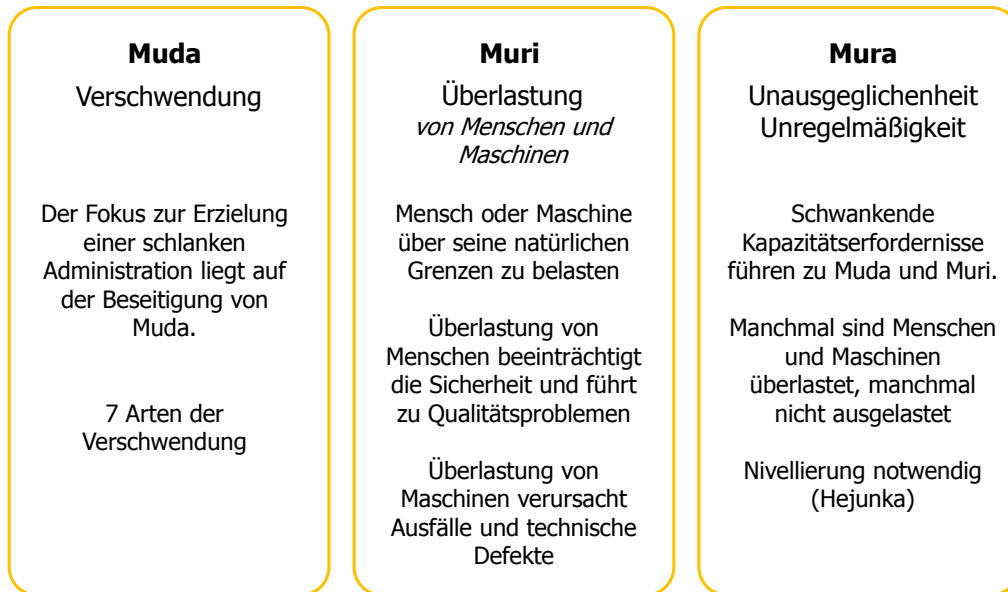 Muda
Verschwendung
Der Fokus zur Erzielung
einer schlanken
Administration liegt auf
der Beseitigung von
Muda.
7 Arten der
Verschwendung
Muri
Überlastung
von Menschen und
Maschinen
Mensch oder Maschine
über seine natürlichen
Grenzen zu belasten
Überlastung von
Menschen beeinträchtigt
die Sicherheit und führt
zu Qualitätsproblemen
Überlastung von
Maschinen verursacht
Ausfälle und technische
Defekte
Mura
Unausgeglichenheit
Unregelmäßigkeit
Schwankende
Kapazitätserfordernisse
führen zu Muda und Muri.
Manchmal sind Menschen
und Maschinen
überlastet, manchmal
nicht ausgelastet
Nivellierung notwendig
(Hejunka)